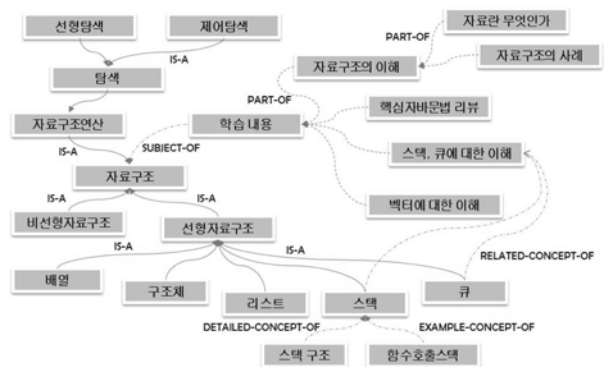 선형탐색
제어탐색
자료란 무엇인가
PART-OF
IS-A
자료구조의 사례
탐색
자료구조의 이해
PART-OF
핵심자바문법 리뷰
자료구조연산
학습 내용
IS-A
SUBJECT-OF
스택. 큐에 대한 이해
자료구조
IS-A
IS-A
벡터에 대한 이해
비선형자료구조
선형자료구조
IS-A
IS-A
RELATED-CONCEPT-OF
배열
구조체
리스트
스택
큐
DETAILED-CONCEPT-OF
EXAMPLE-CONCEPT-OF
스택 구조
함수호출스택